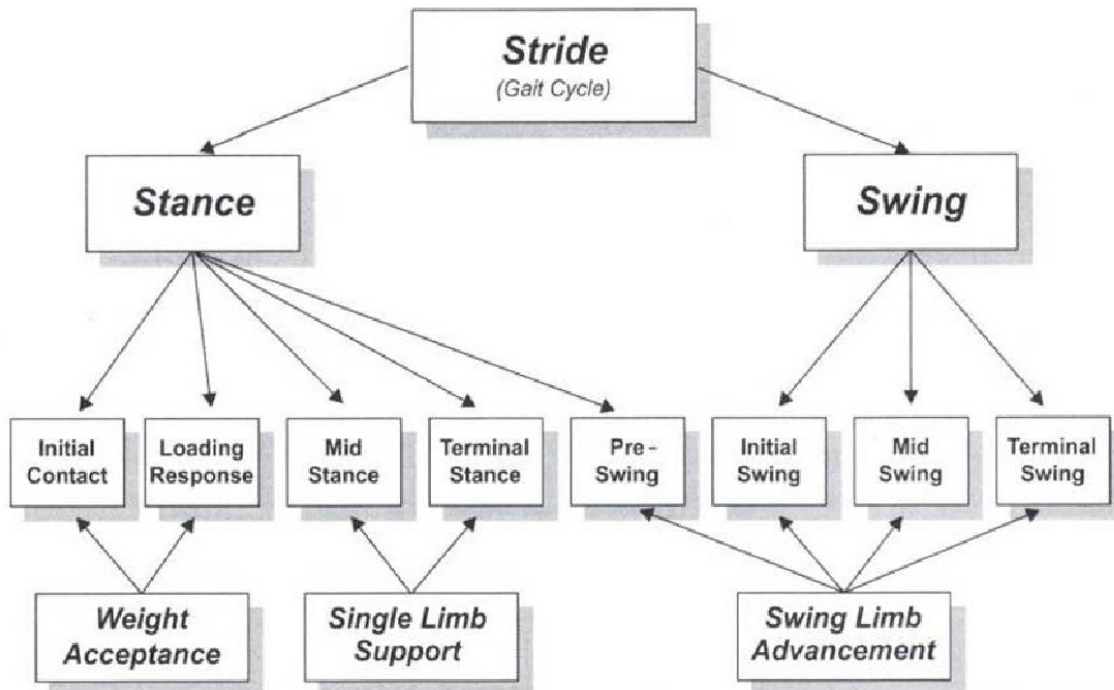 Stride
(Gait Cycle)
Stance
Swing
Initial
Contact
Loading
Response
Mid
Stance
Terminal
Stance
Pre -
Swing
Initial
Swing
Mid
Swing
Terminal
Swing
Weight
Acceptance
Single Limb
Support
Swing Limb
Advancement